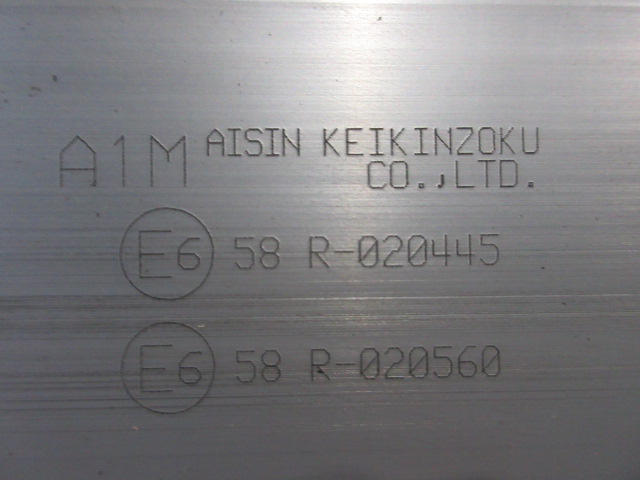 A1M AISIN KEIKINZOKU
CO.,LTD.
E6 58 R-020445
E6 58 R-020560